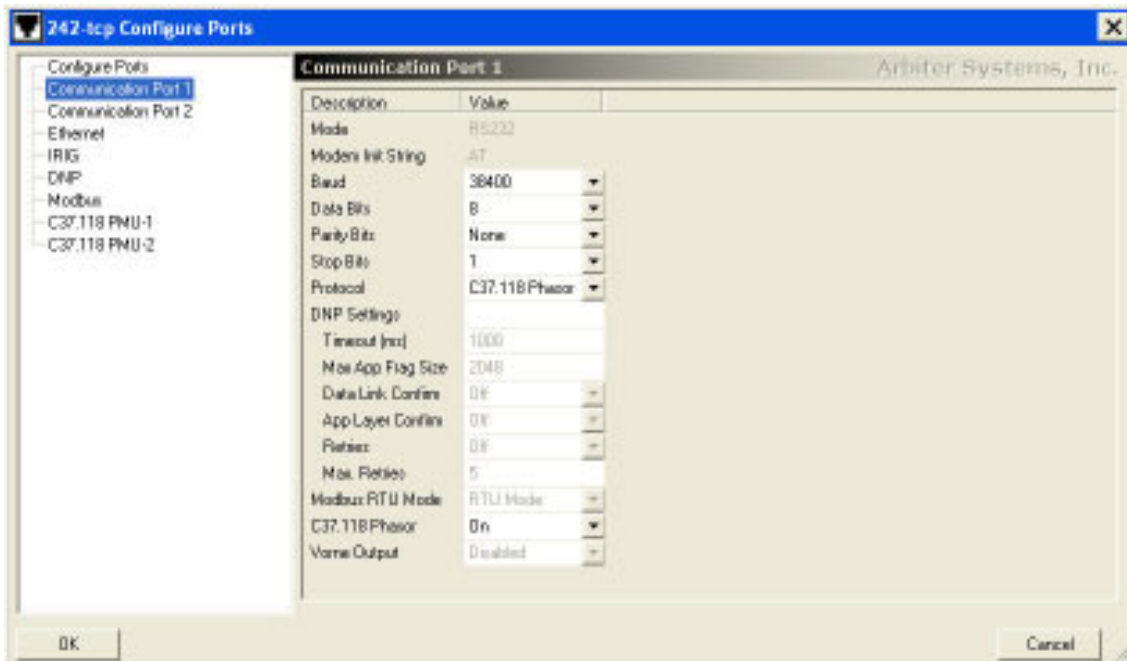 242-tcp Configure Ports
Configure Ports
Communication Port 1
Communication Port 2
Ethernet
IRIG
DNP
Modbus
C37.118 PMU-1
C37.118 PMU-2
Communication Port 1
Arbiter Systems, Inc.
Description Value
Mode RS232
Modem Init String AT
Baud 38400
Data Bits 8
Parity Bits None
Stop Bits 1
Protocol C37.118 Phasor
DNP Settings
Timeout (ms) 1000
Max App Frag Size 2048
Data Link Confirm Off
App Layer Confirm Off
Retries Off
Max. Retries 5
Modbus RTU Mode RTU Mode
C37.118 Phasor On
Vorne Output Disabled
OK
Cancel